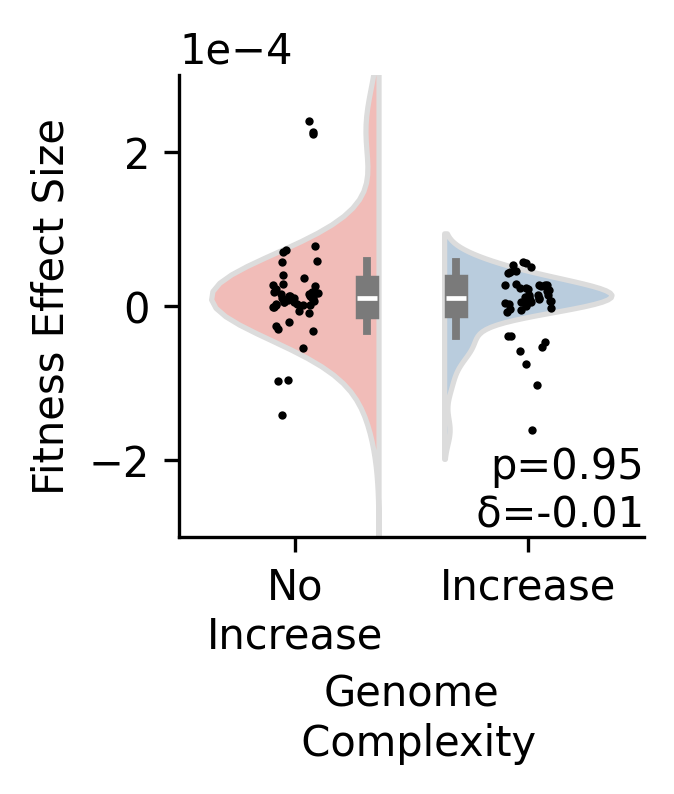 1e−4
Fitness Effect Size
2
0
−2
p=0.95
δ=-0.01
No
Increase
Increase
Genome
Complexity